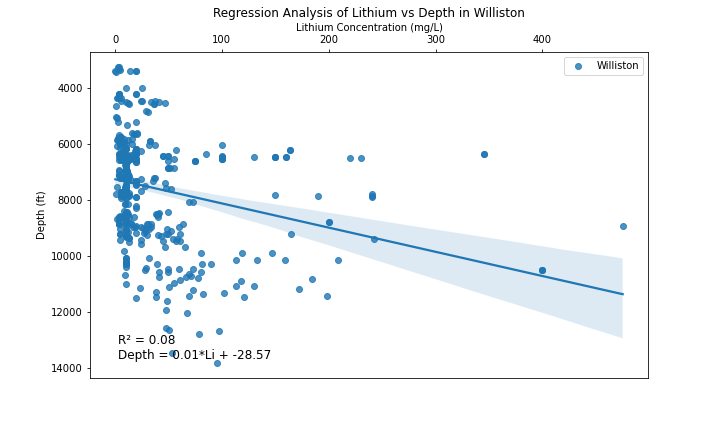 Regression Analysis of Lithium vs Depth in Williston
Lithium Concentration (mg/L)
0 100 200 300 400
Williston
4000
6000
8000
10000
12000
14000
Depth (ft)
R² = 0.08
Depth = 0.01*Li + -28.57